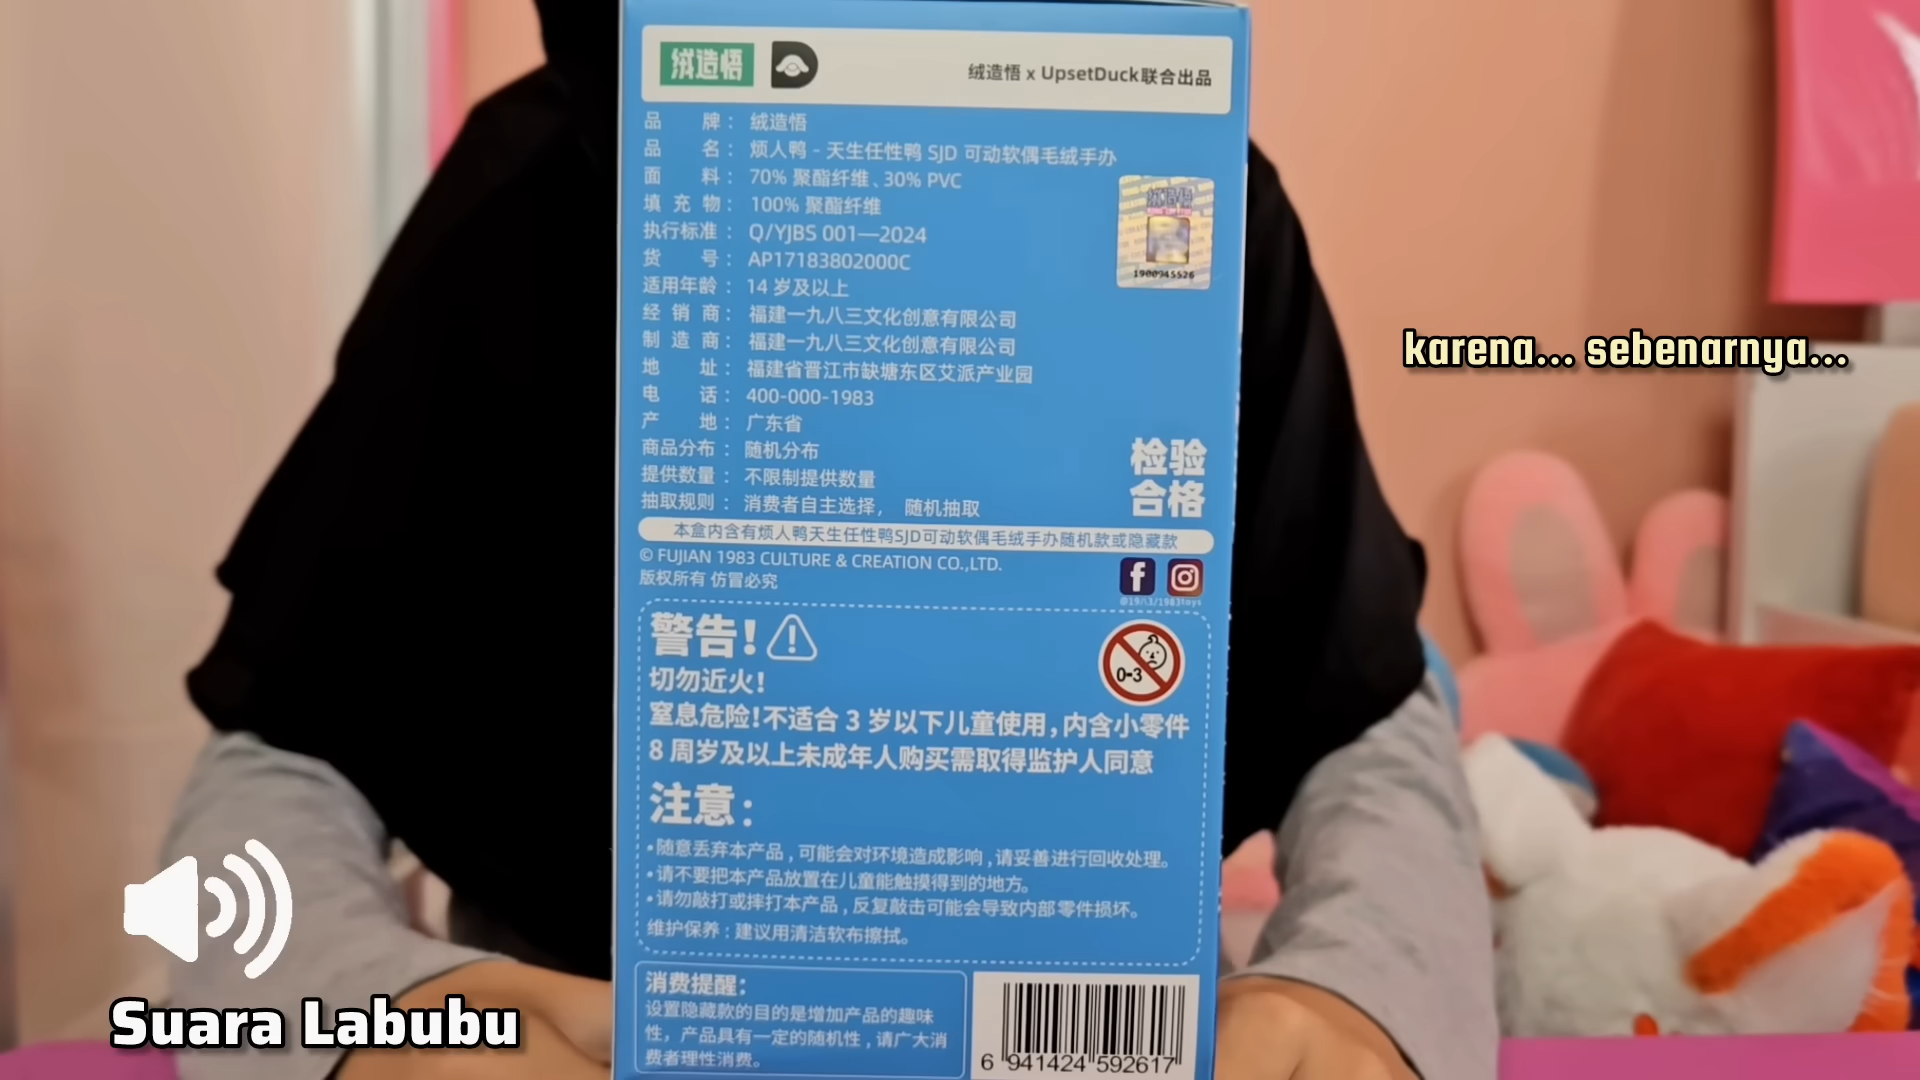 绒造悟
绒造悟 x UpsetDuck联合出品
品牌：绒造悟
品名：烦人鸭 - 天生任性鸭 SJD 可动软偶毛绒手办
面料：70% 聚酯纤维、30% PVC
填充物：100% 聚酯纤维
执行标准：Q/YJBS 001—2024
货号：AP17183802000C
适用年龄：14 岁及以上
经销商：福建一九八三文化创意有限公司
制造商：福建一九八三文化创意有限公司
地址：福建省晋江市缺塘东区艾派产业园
电话：400-000-1983
产地：广东省
商品分布：随机分布
提供数量：不限制提供数量
抽取规则：消费者自主选择， 随机抽取
绒造悟
1900945526
检验
合格
karena... sebenarnya...
本盒内含有烦人鸭天生任性鸭SJD可动软偶毛绒手办随机款或隐藏款
© FUJIAN 1983 CULTURE & CREATION CO.,LTD.
版权所有 仿冒必究
警告!
切勿近火!
窒息危险!不适合 3 岁以下儿童使用,内含小零件
8 周岁及以上未成年人购买需取得监护人同意
0-3
注意:
•随意丢弃本产品,可能会对环境造成影响,请妥善进行回收处理。
•请不要把本产品放置在儿童能触摸得到的地方。
•请勿敲打或摔打本产品,反复敲击可能会导致内部零件损坏。
维护保养:建议用清洁软布擦拭。
消费提醒:
设置隐藏款的目的是增加产品的趣味
性，产品具有一定的随机性,请广大消
费者理性消费。
6 941424 592617
Suara Labubu